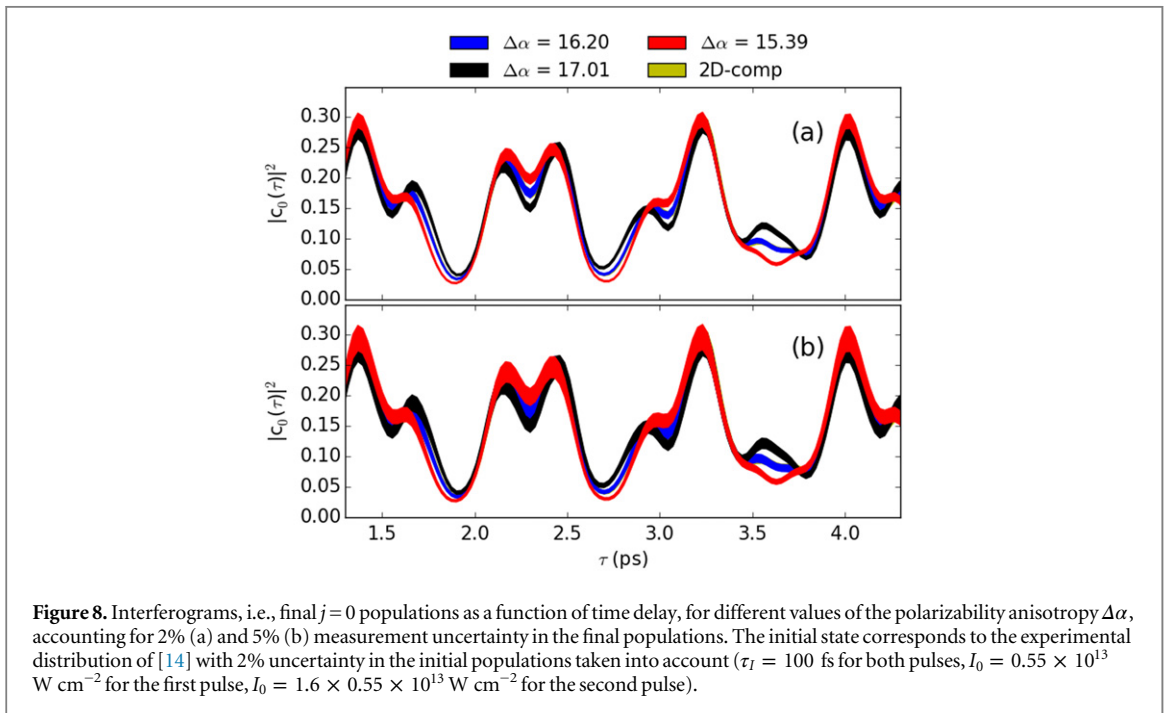 Δα = 16.20 Δα = 15.39
Δα = 17.01 2D-comp
(a)
|c₀(τ)|²
0.30
0.25
0.20
0.15
0.10
0.05
0.00
(b)
|c₀(τ)|²
0.30
0.25
0.20
0.15
0.10
0.05
0.00
1.5 2.0 2.5 3.0 3.5 4.0
τ (ps)
Figure 8. Interferograms, i.e., final j = 0 populations as a function of time delay, for different values of the polarizability anisotropy Δα,
accounting for 2% (a) and 5% (b) measurement uncertainty in the final populations. The initial state corresponds to the experimental
distribution of [14] with 2% uncertainty in the initial populations taken into account (τ_I = 100 fs for both pulses, I₀ = 0.55 × 10¹³
W cm⁻² for the first pulse, I₀ = 1.6 × 0.55 × 10¹³ W cm⁻² for the second pulse).